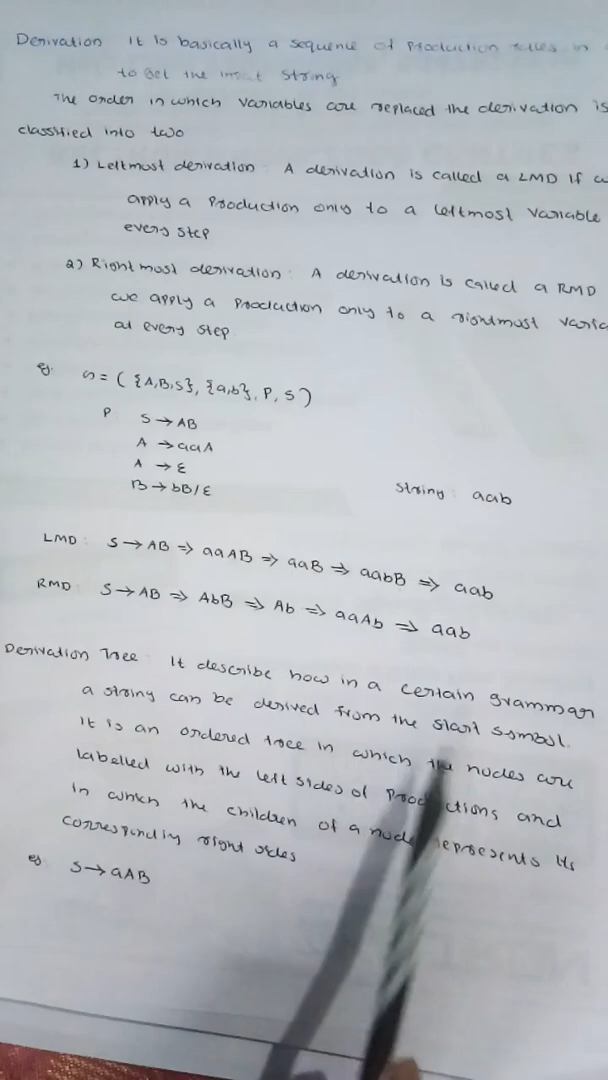 Derivation It is basically a sequence of production rules in
to get the input string
The order in which variables are replaced the derivation is
classified into two
1) Leftmost derivation : A derivation is called a LMD if
apply a production only to a leftmost variable
every step
2) Rightmost derivation : A derivation is called a RMD
we apply a production only to a rightmost
at every step
eg: G = ( {A,B,S}, {a,b}, P, S )
P S → AB
A → aaA
A → ε
B → bB/ε
string : aab
LMD : S → AB ⇒ aaAB ⇒ aaB ⇒ aabB ⇒ aab
RMD : S → AB ⇒ AbB ⇒ Ab ⇒ aaAb ⇒ aab
Derivation Tree It describe how in a certain grammar
a string can be derived from the start symbol.
It is an ordered tree in which the nodes are
labelled with the left sides of productions and
in which the children of a node represents its
right sides
eg S → aAB